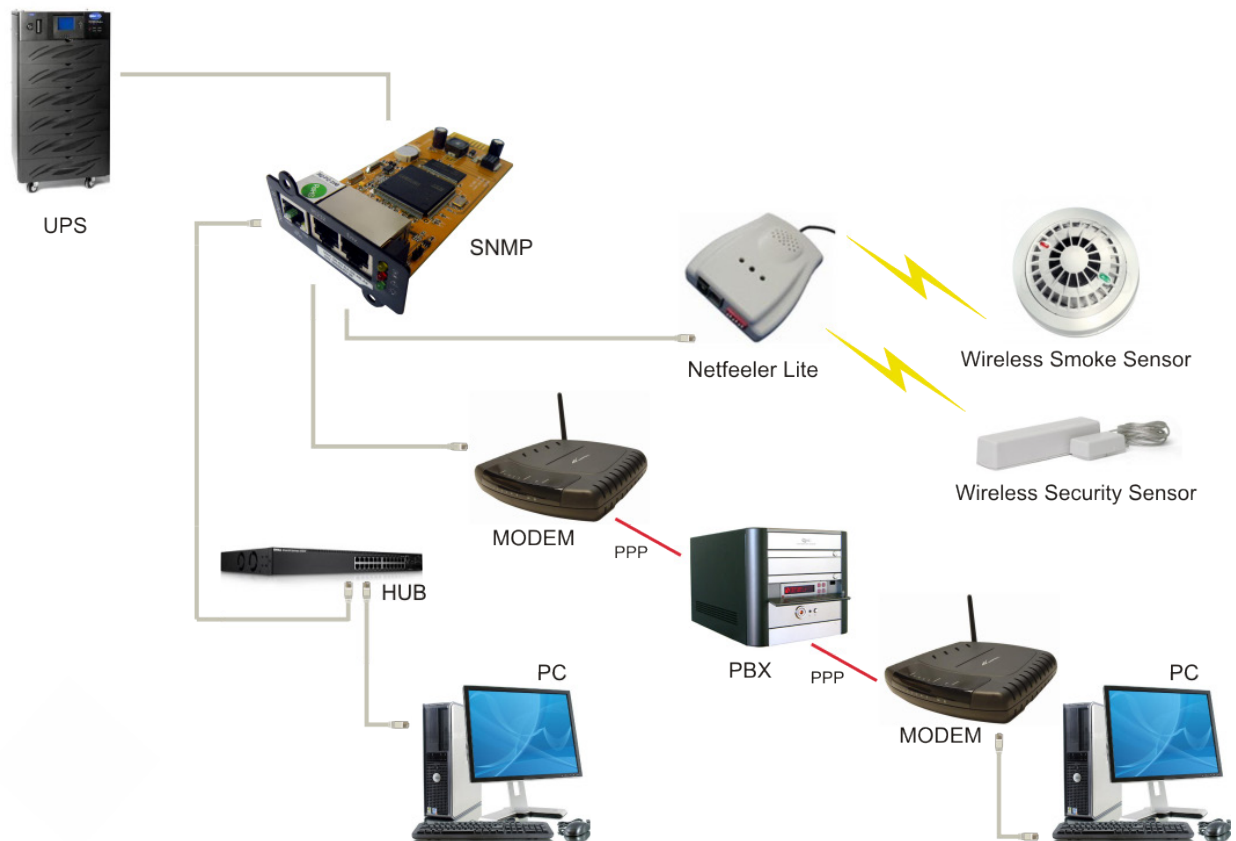 UPS
SNMP
Netfeeler Lite
Wireless Smoke Sensor
Wireless Security Sensor
MODEM
PPP
HUB
PBX
PPP
PC
MODEM
PC